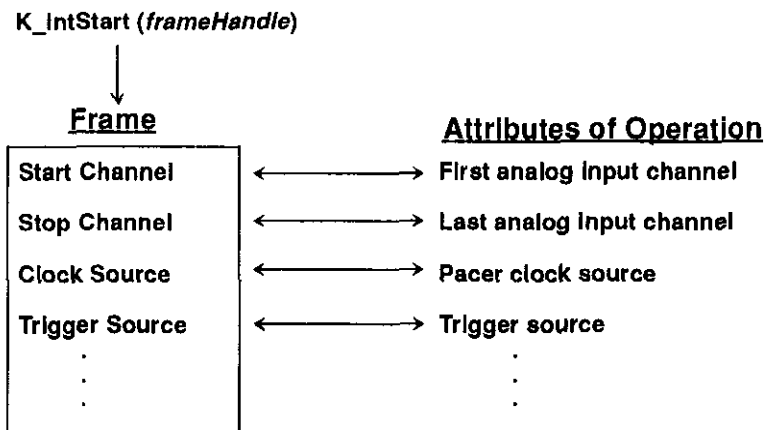 K_IntStart (frameHandle)
Frame
Attributes of Operation
Start Channel
First analog input channel
Stop Channel
Last analog input channel
Clock Source
Pacer clock source
Trigger Source
Trigger source
. .
. .
. .